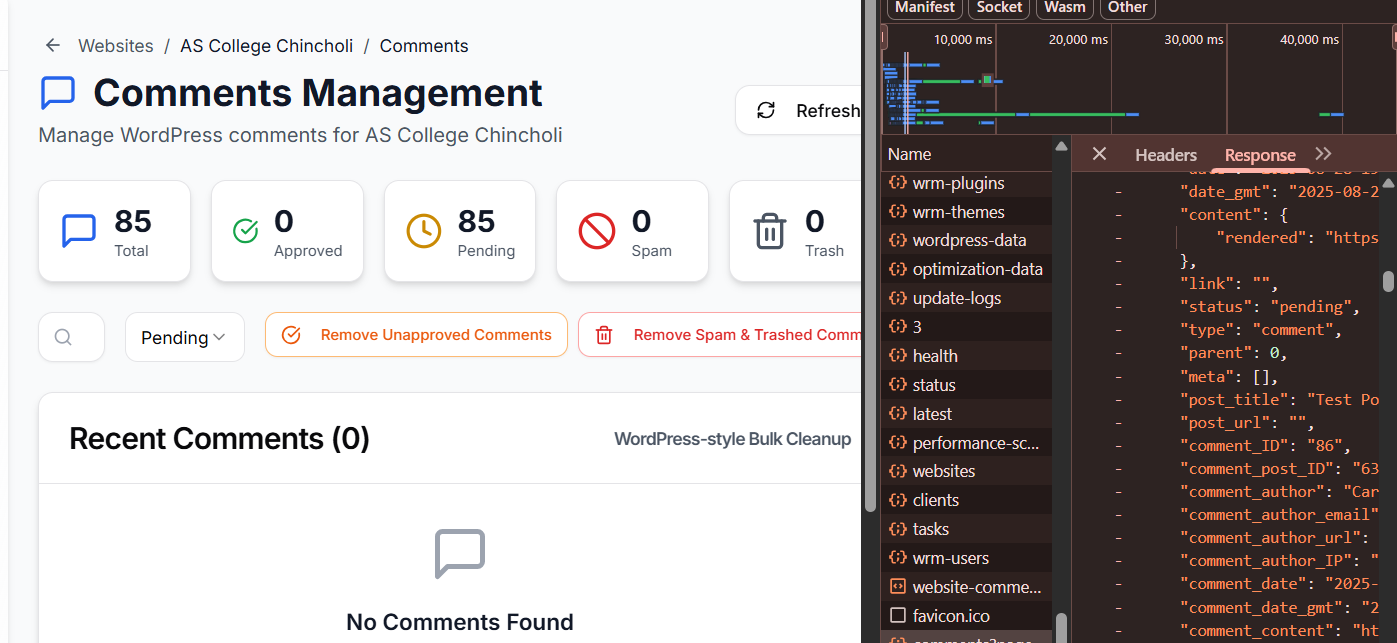 Websites / AS College Chincholi / Comments
Comments Management
Manage WordPress comments for AS College Chincholi
Refresh
85
Total
0
Approved
85
Pending
0
Spam
0
Trash
Pending
Remove Unapproved Comments
Remove Spam & Trashed Comm
Recent Comments (0)
WordPress-style Bulk Cleanup
No Comments Found
Manifest
Socket
Wasm
Other
10,000 ms
20,000 ms
30,000 ms
40,000 ms
Name
wrm-plugins
wrm-themes
wordpress-data
optimization-data
update-logs
3
health
status
latest
performance-sc...
websites
clients
tasks
wrm-users
website-comme...
favicon.ico
Headers
Response
- "date_gmt": "2025-08-2
- "content": {
- "rendered": "https
- },
- "link": "",
- "status": "pending",
- "type": "comment",
- "parent": 0,
- "meta": [],
- "post_title": "Test Po
- "post_url": "",
- "comment_ID": "86",
- "comment_post_ID": "63
- "comment_author": "Car
- "comment_author_email"
- "comment_author_url":
- "comment_author_IP": "
- "comment_date": "2025-
- "comment_date_gmt": "2
- "comment_content": "ht